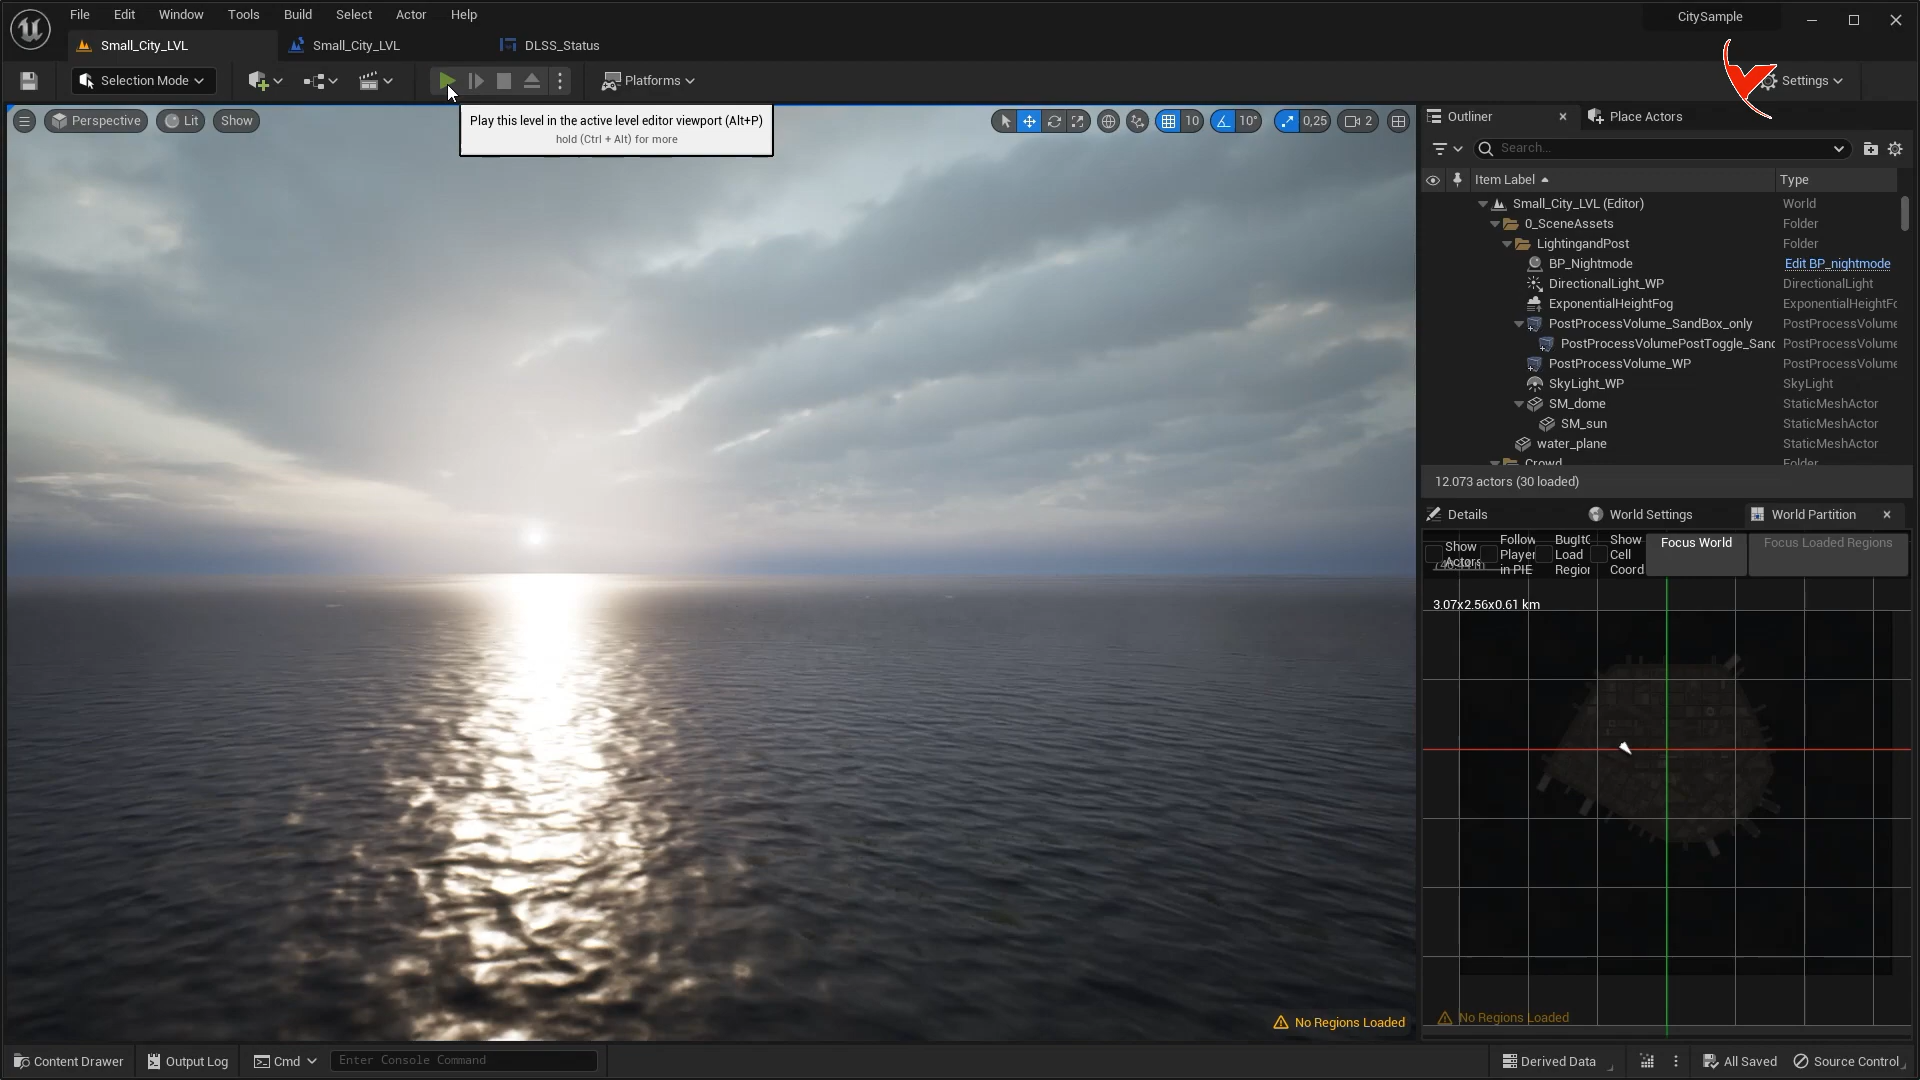 File Edit Window Tools Build Select Actor Help
CitySample
Small_City_LVL
Small_City_LVL
DLSS_Status
Selection Mode
Platforms
Settings
Perspective
Lit
Show
Play this level in the active level editor viewport (Alt+P)
hold (Ctrl + Alt) for more
10
10°
0,25
2
Outliner
Place Actors
Search...
Item Label
Type
Small_City_LVL (Editor) World
0_SceneAssets Folder
LightingandPost Folder
BP_Nightmode Edit BP_nightmode
DirectionalLight_WP DirectionalLight
ExponentialHeightFog ExponentialHeightFo
PostProcessVolume_SandBox_only PostProcessVolume
PostProcessVolumePostToggle_Sand PostProcessVolume
PostProcessVolume_WP PostProcessVolume
SkyLight_WP SkyLight
SM_dome StaticMeshActor
SM_sun StaticMeshActor
water_plane StaticMeshActor
Crowd Folder
12.073 actors (30 loaded)
Details
World Settings
World Partition
Show
Actors
Follow
Player
in PIE
BugItG
Load
Region
Show
Cell
Coord
Focus World
Focus Loaded Regions
3.07x2.56x0.61 km
No Regions Loaded
No Regions Loaded
Content Drawer
Output Log
Cmd
Enter Console Command
Derived Data
All Saved
Source Control